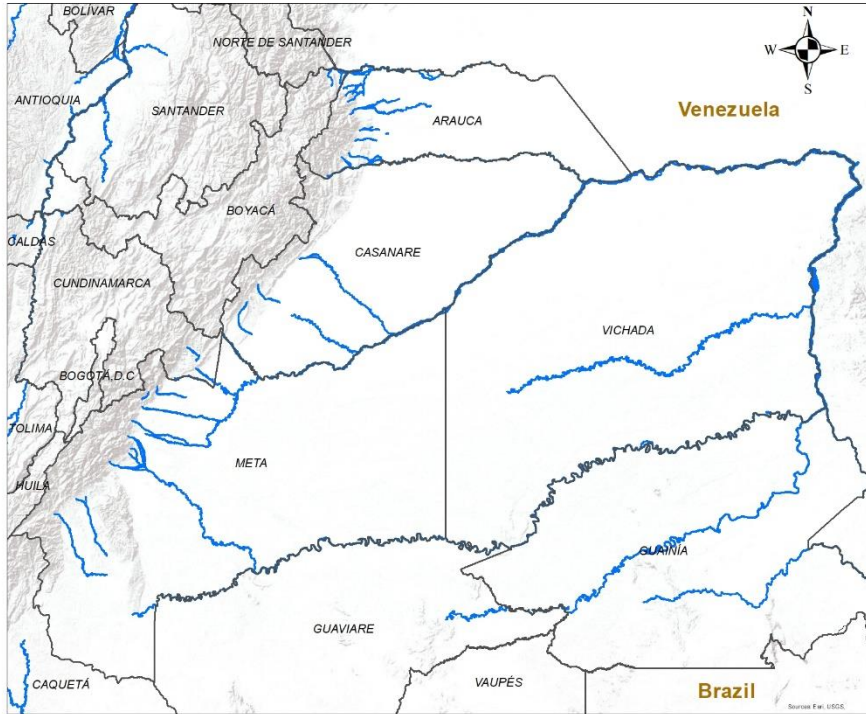 BOLÍVAR
N
NORTE DE SANTANDER
W
E
S
ANTIOQUIA
SANTANDER
Venezuela
ARAUCA
BOYACÁ
CALDAS
CASANARE
CUNDINAMARCA
VICHADA
BOGOTÁ, D.C
TOLIMA
META
HUILA
GUAINÍA
GUAVIARE
CAQUETÁ
VAUPÉS
Brazil
Sources: Esri, USGS,